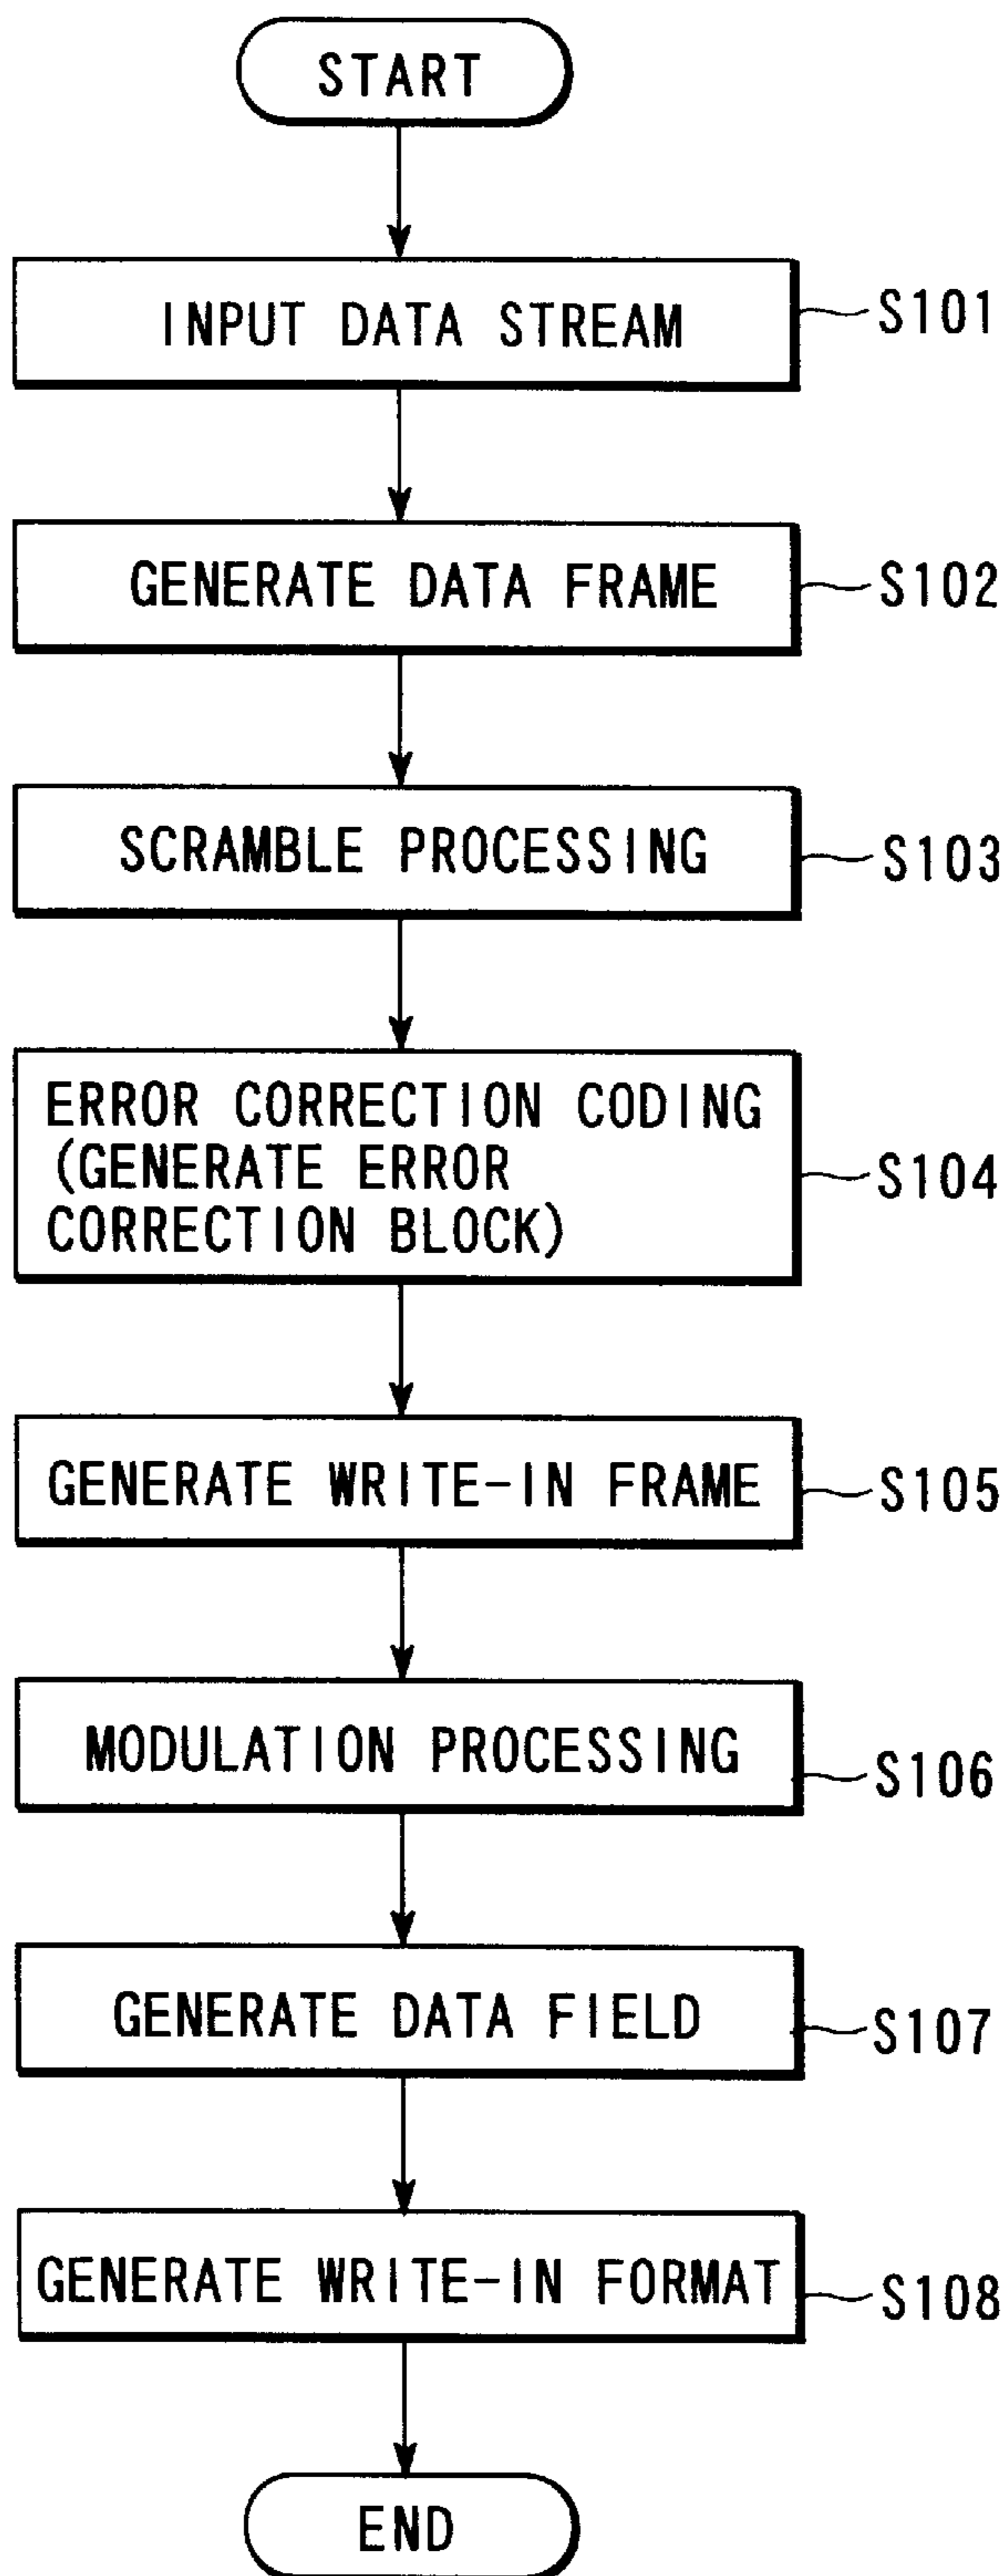 START
INPUT DATA STREAM
S101
GENERATE DATA FRAME
S102
SCRAMBLE PROCESSING
S103
ERROR CORRECTION CODING
(GENERATE ERROR
CORRECTION BLOCK)
S104
GENERATE WRITE-IN FRAME
S105
MODULATION PROCESSING
S106
GENERATE DATA FIELD
S107
GENERATE WRITE-IN FORMAT
S108
END